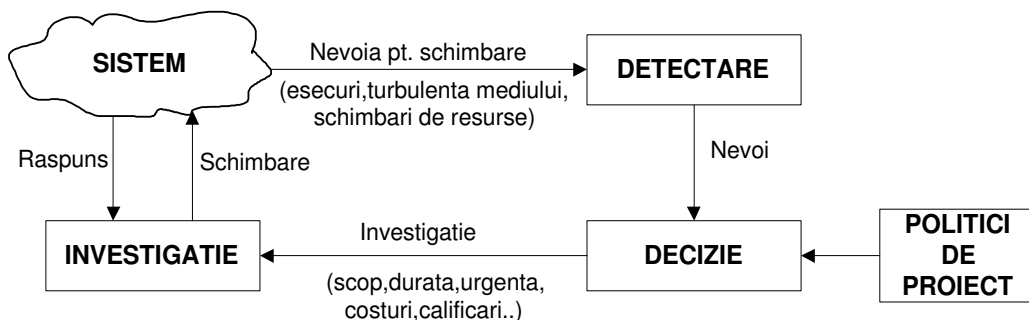 SISTEM
Nevoia pt. schimbare
(esecuri,turbulenta mediului,
schimbari de resurse)
DETECTARE
Raspuns
Schimbare
Nevoi
INVESTIGATIE
Investigatie
(scop,durata,urgenta,
costuri,calificari..)
DECIZIE
POLITICI
DE
PROIECT